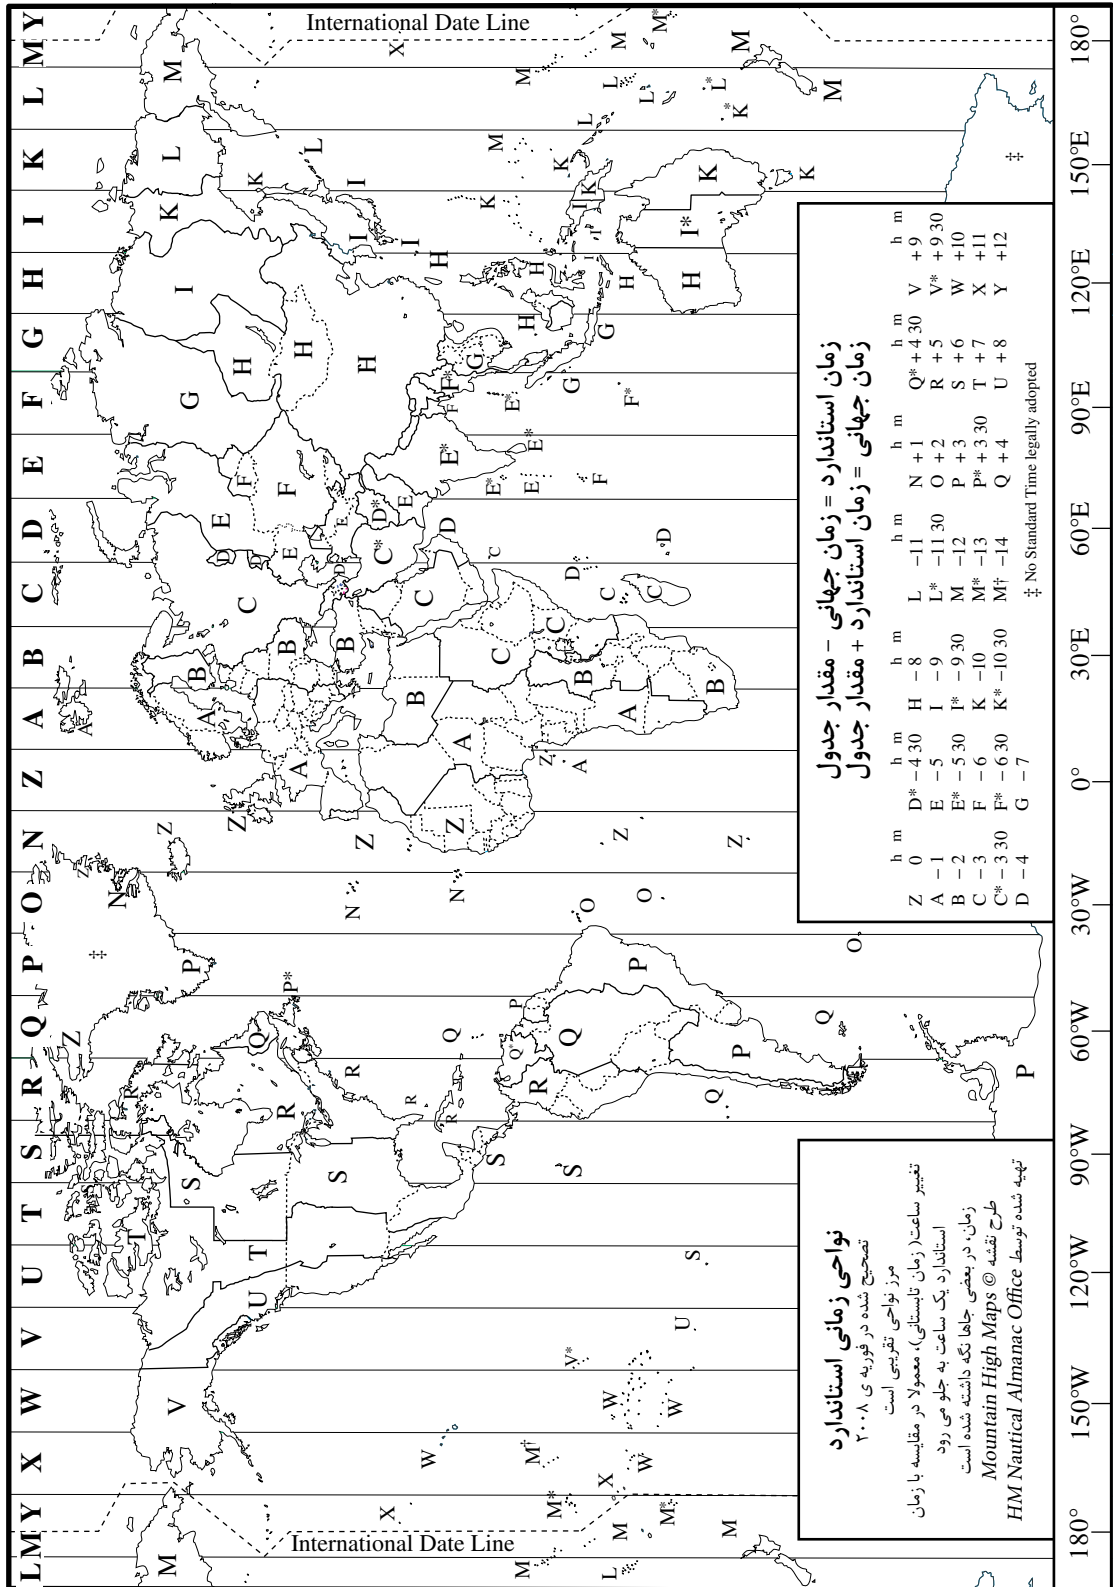 L M Y X W V U T S R Q P O N Z A B C D E F G H I K L M Y
International Date Line
International Date Line
نواحی زمانی استاندارد
تصحیح شده در فوریه ی ۲۰۰۸
مرز نواحی تقریبی است
تغییر ساعت( زمان تابستانی)، معمولا در مقایسه با زمان
استاندارد یک ساعت به جلو می رود
زمان، در بعضی جاها نگه داشته شده است
طرح نقشه © Mountain High Maps
تهیه شده توسط HM Nautical Almanac Office
زمان استاندارد = زمان جهانی – مقدار جدول
زمان جهانی = زمان استاندارد + مقدار جدول
h m h m h m h m h m h m h m
Z 0 D* – 4 30 H – 8 L –11 N + 1 Q* + 4 30 V + 9
A – 1 E – 5 I – 9 L* –11 30 O + 2 R + 5 V* + 9 30
B – 2 E* – 5 30 I* – 9 30 M –12 P + 3 S + 6 W +10
C – 3 F – 6 K –10 M* –13 P* + 3 30 T + 7 X +11
C* – 3 30 F* – 6 30 K* –10 30 M† –14 Q + 4 U + 8 Y +12
D – 4 G – 7
‡ No Standard Time legally adopted
180° 150°W 120°W 90°W 60°W 30°W 0° 30°E 60°E 90°E 120°E 150°E 180°